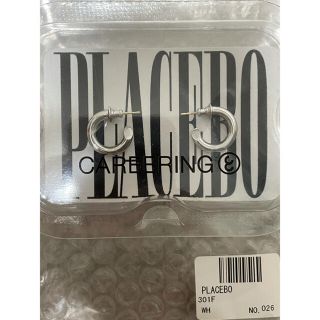 PLACEBO
CAREERING
PLACEBO
301F
WH NO.026